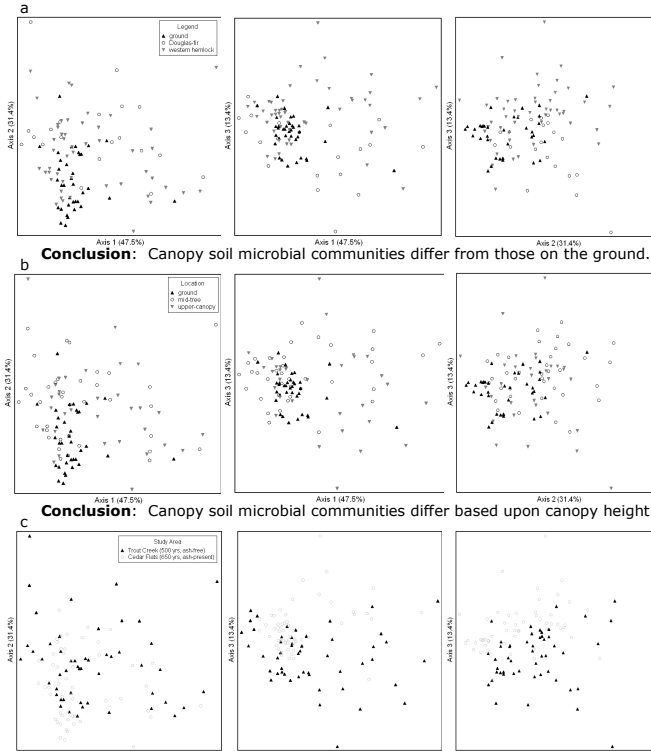 a
Legend
ground
Douglas-fir
western hemlock
Axis 2 (31.4%)
Axis 3 (13.4%)
Axis 3 (13.4%)
Axis 1 (47.5%)
Axis 1 (47.5%)
Axis 2 (31.4%)
Conclusion: Canopy soil microbial communities differ from those on the ground.
b
Location
ground
mid-tree
upper-canopy
Axis 2 (31.4%)
Axis 3 (13.4%)
Axis 3 (13.4%)
Axis 1 (47.5%)
Axis 1 (47.5%)
Axis 2 (31.4%)
Conclusion: Canopy soil microbial communities differ based upon canopy height
c
Study Area
Trout Creek (500 yrs, ash-free)
Cedar Flats (650 yrs, ash-present)
Axis 2 (31.4%)
Axis 3 (13.4%)
Axis 3 (13.4%)